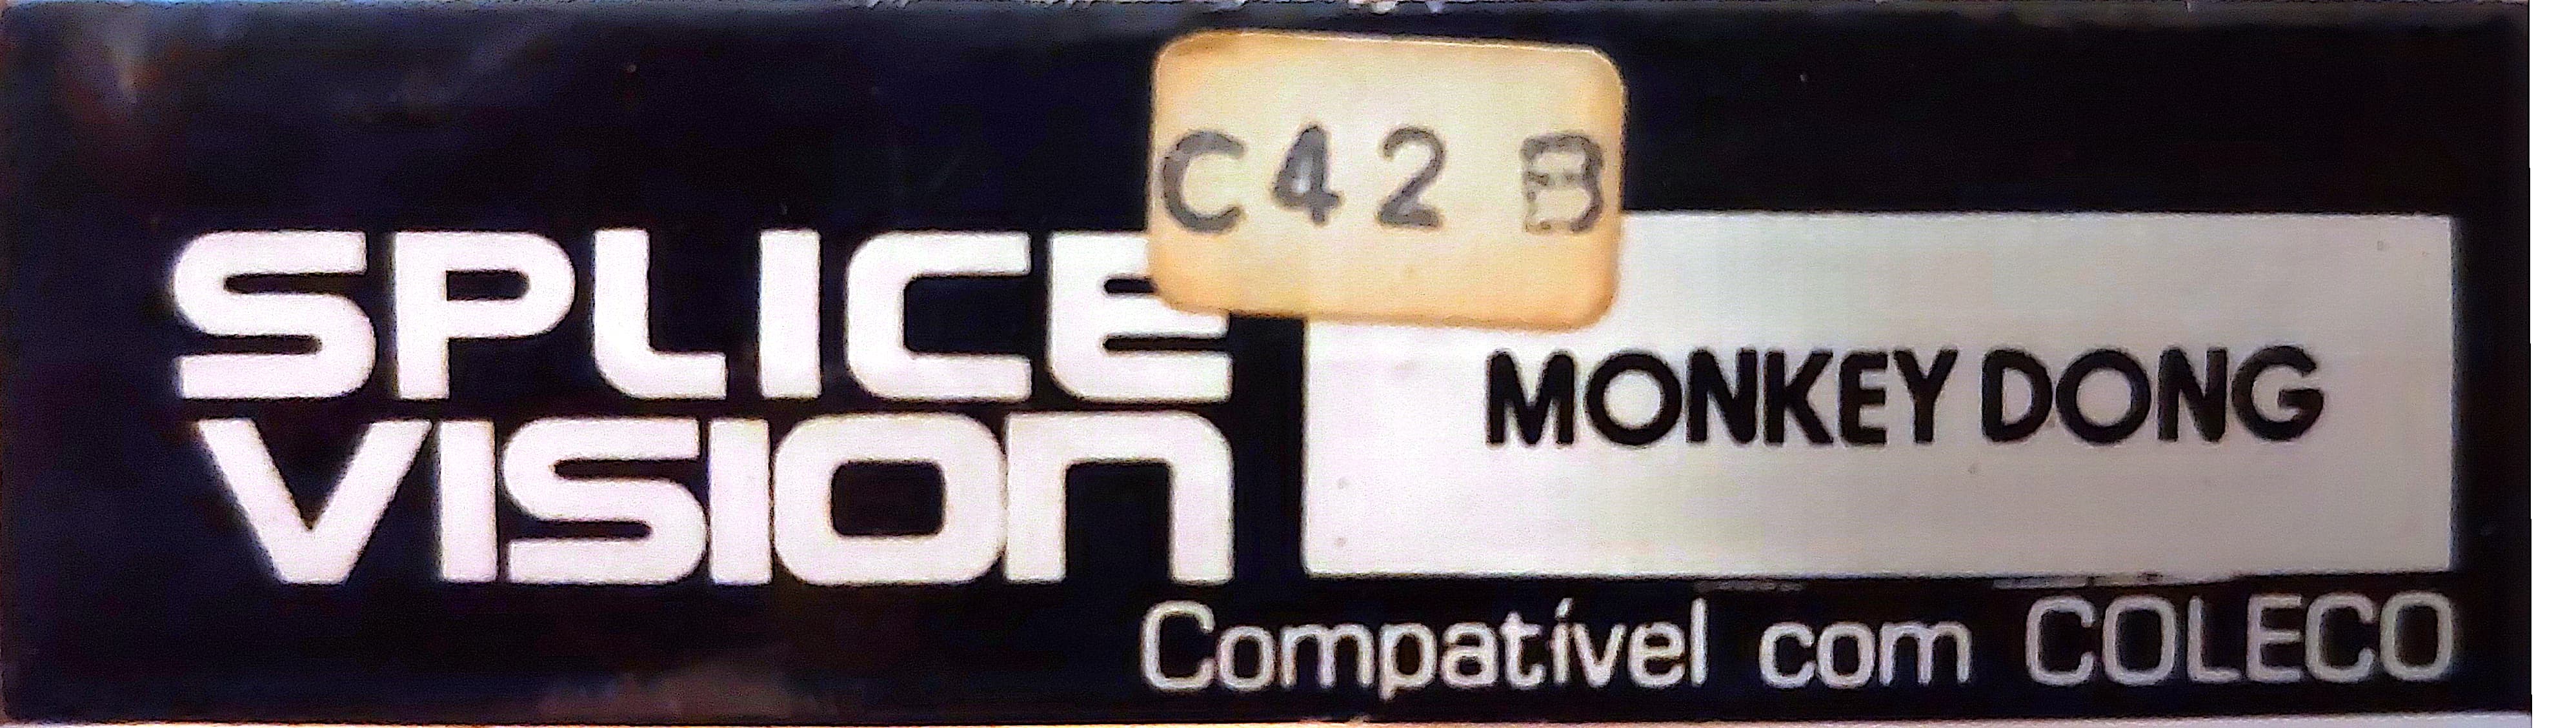 C42 B
SPLICE
VISION
MONKEY DONG
Compatível com COLECO